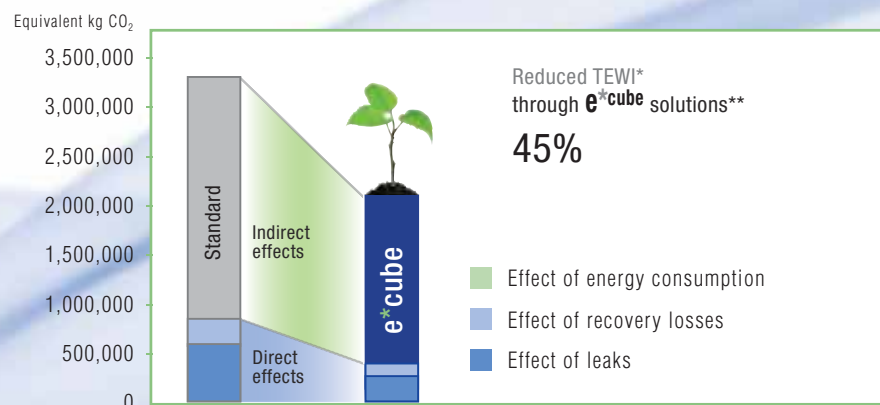 Equivalent kg CO₂
3,500,000
3,000,000
2,500,000
2,000,000
1,500,000
1,000,000
500,000
0
Standard
Indirect
effects
Direct
effects
e*cube
Reduced TEWI*
through e*cube solutions**
45%
Effect of energy consumption
Effect of recovery losses
Effect of leaks